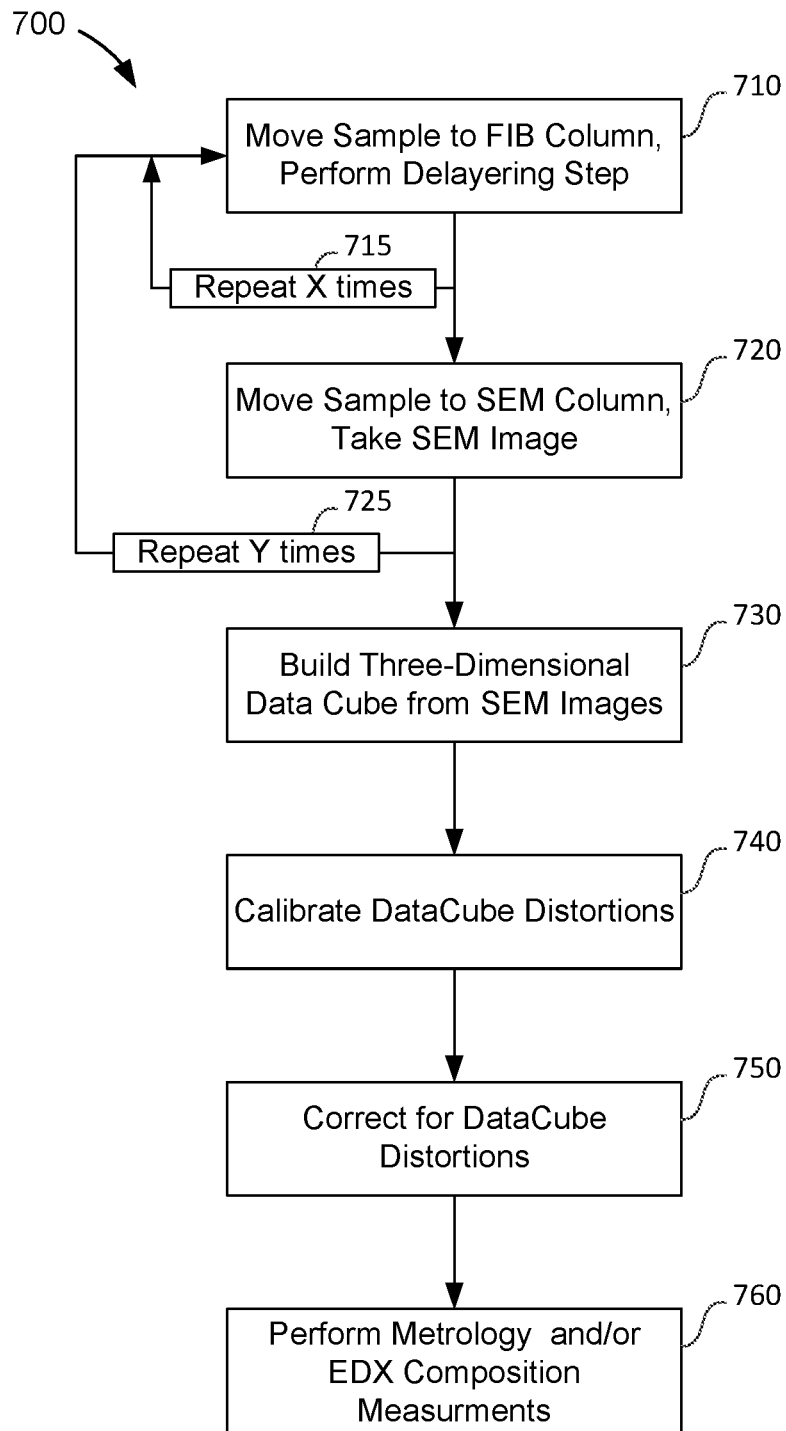 700
710
Move Sample to FIB Column,
Perform Delayering Step
715
Repeat X times
720
Move Sample to SEM Column,
Take SEM Image
725
Repeat Y times
730
Build Three-Dimensional
Data Cube from SEM Images
740
Calibrate DataCube Distortions
750
Correct for DataCube
Distortions
760
Perform Metrology and/or
EDX Composition
Measurments